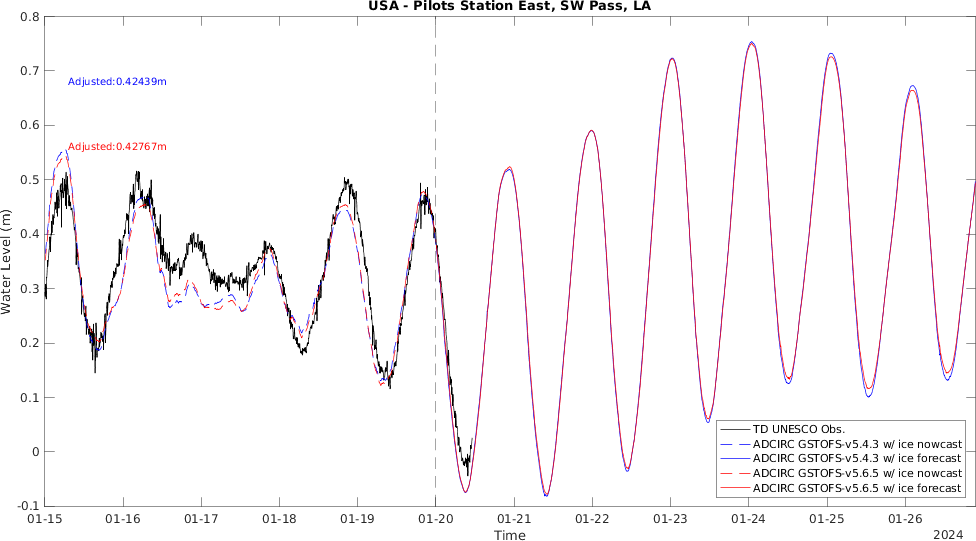 USA - Pilots Station East, SW Pass, LA
0.8
0.7
0.6
0.5
0.4
0.3
0.2
0.1
0
-0.1
Water Level (m)
Adjusted:0.42439m
Adjusted:0.42767m
TD UNESCO Obs.
ADCIRC GSTOFS-v5.4.3 w/ ice nowcast
ADCIRC GSTOFS-v5.4.3 w/ ice forecast
ADCIRC GSTOFS-v5.6.5 w/ ice nowcast
ADCIRC GSTOFS-v5.6.5 w/ ice forecast
01-15 01-16 01-17 01-18 01-19 01-20 01-21 01-22 01-23 01-24 01-25 01-26
Time
2024